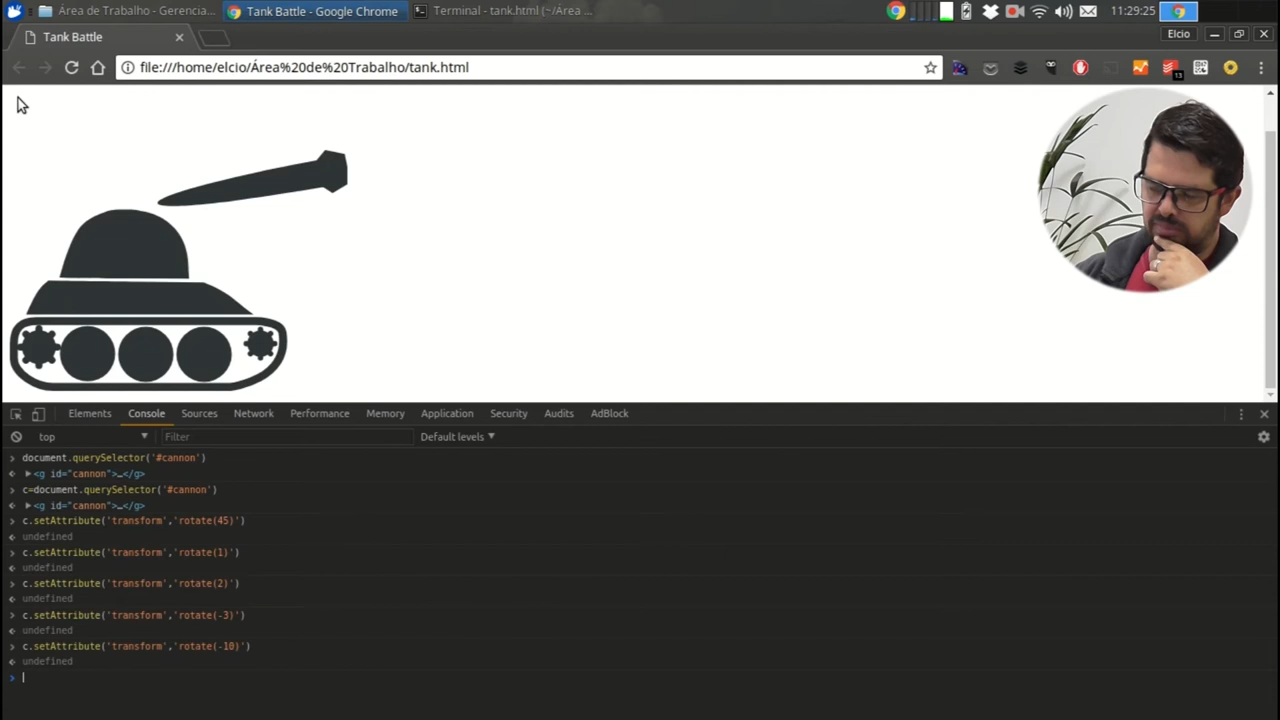 Área de Trabalho - Gerencia...
Tank Battle - Google Chrome
Terminal - tank.html (~/Área ...
11:29:25
Tank Battle
Elcio
file:///home/elcio/Área%20de%20Trabalho/tank.html
13
Elements Console Sources Network Performance Memory Application Security Audits AdBlock
top Filter Default levels
document.querySelector('#cannon')
<g id="cannon">…</g>
c=document.querySelector('#cannon')
<g id="cannon">…</g>
c.setAttribute('transform','rotate(45)')
undefined
c.setAttribute('transform','rotate(1)')
undefined
c.setAttribute('transform','rotate(2)')
undefined
c.setAttribute('transform','rotate(-3)')
undefined
c.setAttribute('transform','rotate(-10)')
undefined